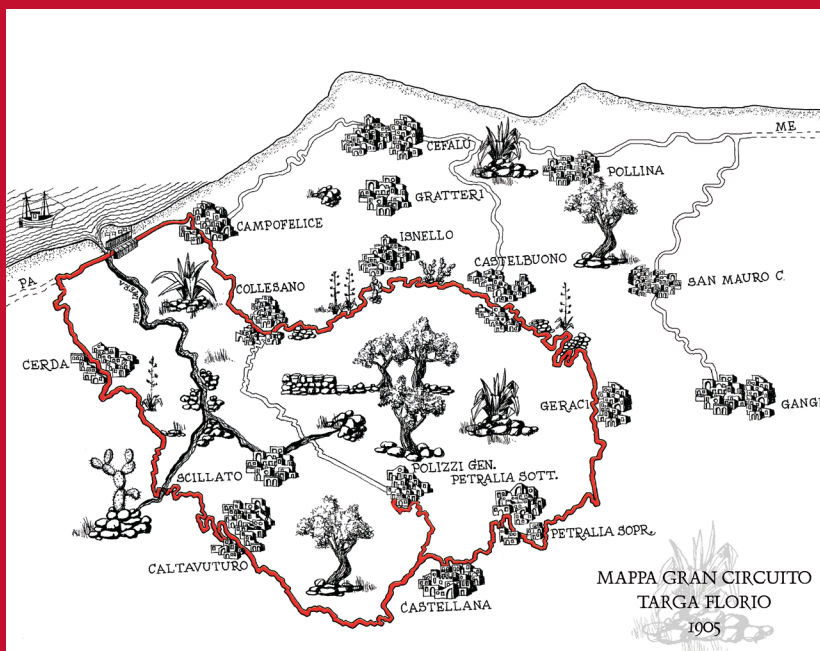 ME
CEFALÙ
POLLINA
GRATTERI
CAMPOFELICE
ISNELLO
CASTELBUONO
PA
COLLESANO
SAN MAURO C.
CERDA
GERACI
GANGI
SCILLATO
POLIZZI GEN.
PETRALIA SOTT.
PETRALIA SOPR.
CALTAVUTURO
CASTELLANA
MAPPA GRAN CIRCUITO
TARGA FLORIO
1905